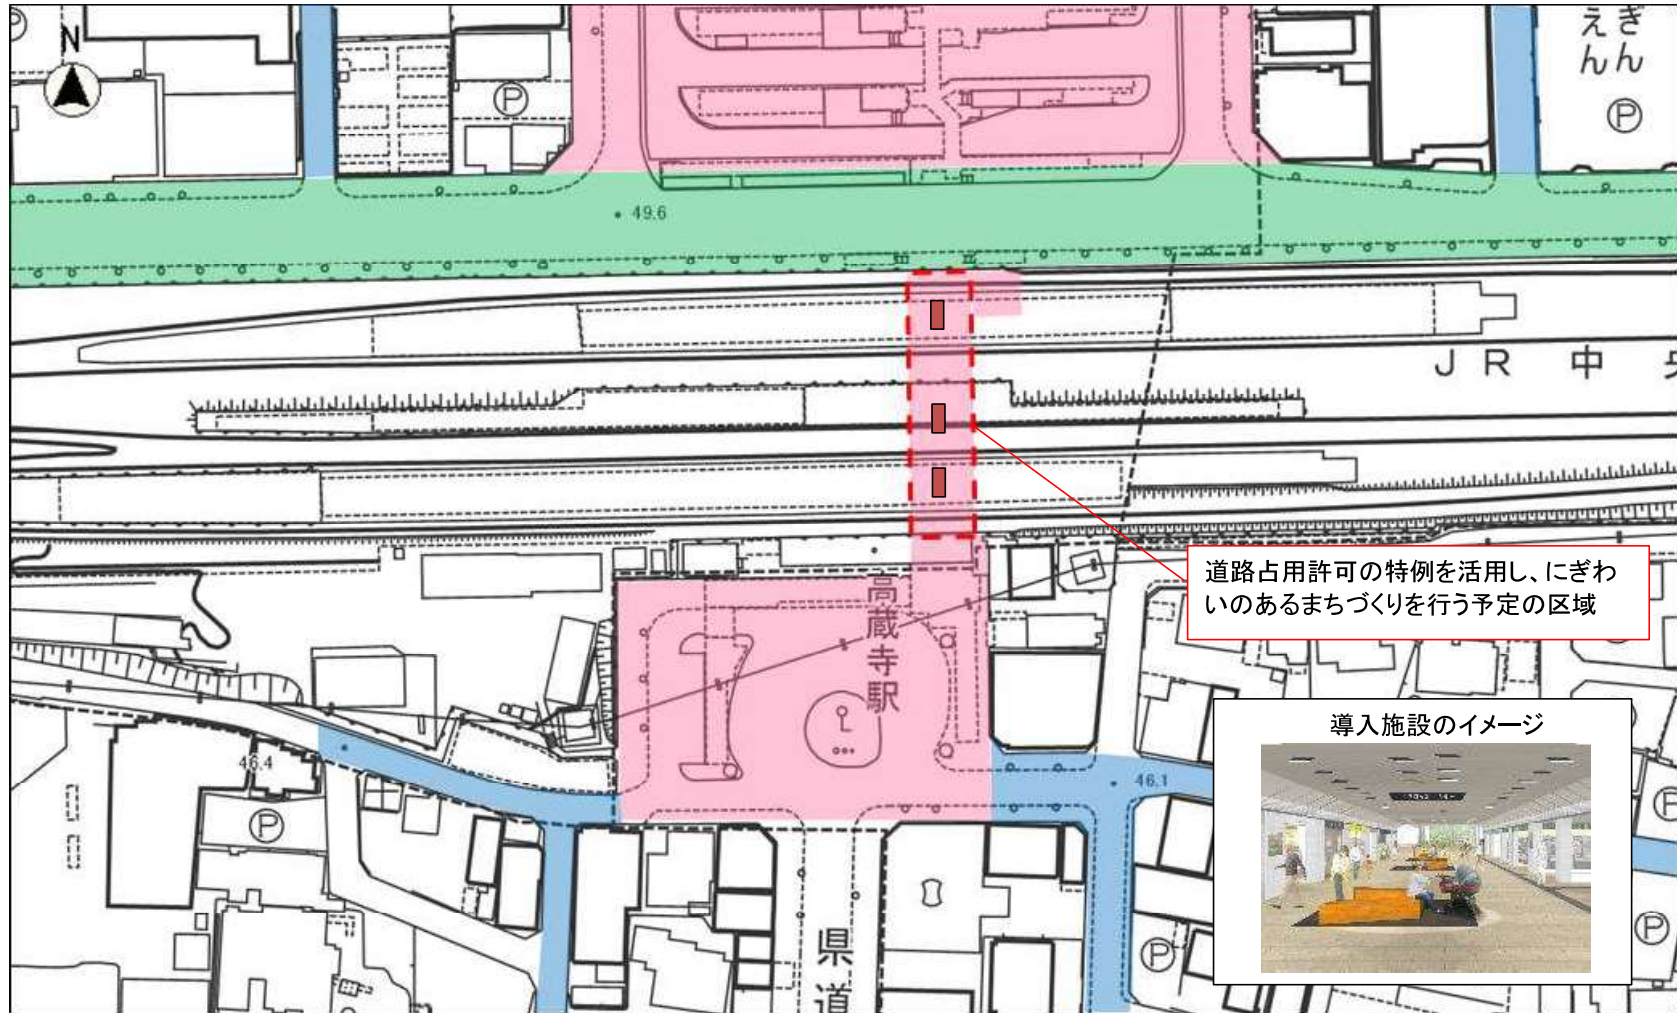 N
P
ぎん
えん
P
49.6
JR 中
高蔵寺駅
道路占用許可の特例を活用し、にぎわ
いのあるまちづくりを行う予定の区域
導入施設のイメージ
46.4
46.1
P
P
P
P
県道